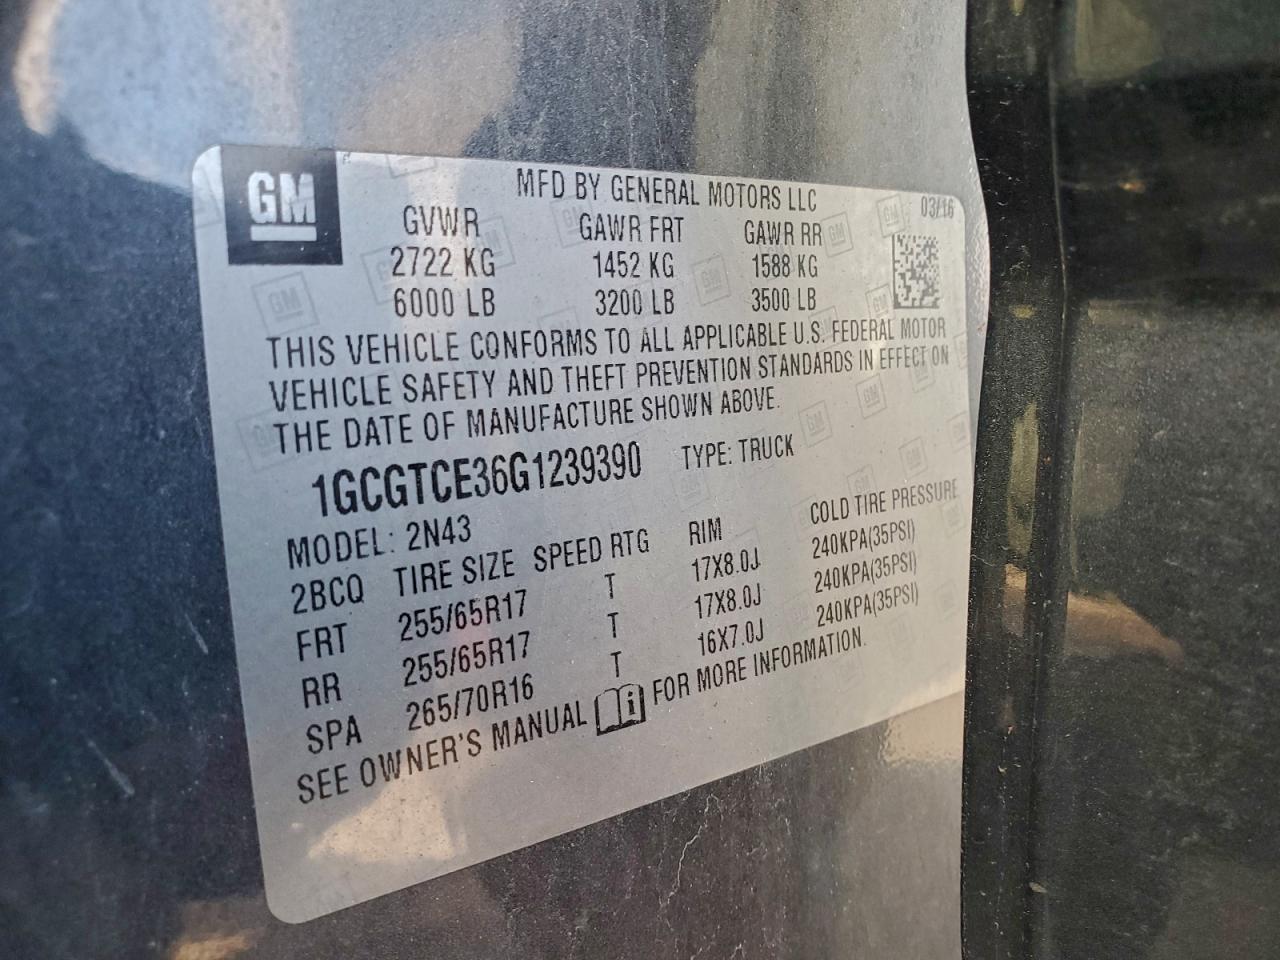 GM
MFD BY GENERAL MOTORS LLC
03/16
GVWR GAWR FRT GAWR RR
2722 KG 1452 KG 1588 KG
6000 LB 3200 LB 3500 LB
THIS VEHICLE CONFORMS TO ALL APPLICABLE U.S. FEDERAL MOTOR
VEHICLE SAFETY AND THEFT PREVENTION STANDARDS IN EFFECT ON
THE DATE OF MANUFACTURE SHOWN ABOVE.
1GCGTCE36G1239390 TYPE: TRUCK
MODEL: 2N43
2BCQ TIRE SIZE SPEED RTG RIM COLD TIRE PRESSURE
FRT 255/65R17 T 17X8.0J 240KPA(35PSI)
RR 255/65R17 T 17X8.0J 240KPA(35PSI)
SPA 265/70R16 T 16X7.0J 240KPA(35PSI)
SEE OWNER'S MANUAL i FOR MORE INFORMATION.